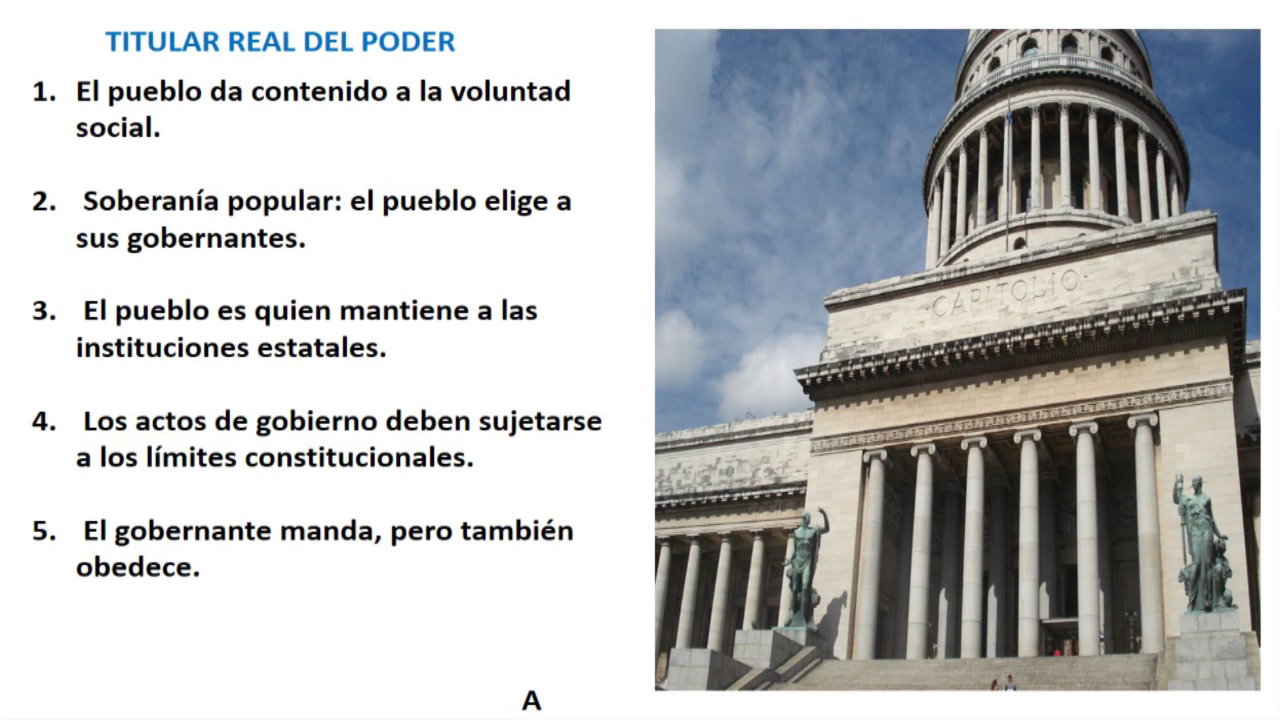 TITULAR REAL DEL PODER
1. El pueblo da contenido a la voluntad
social.
2. Soberanía popular: el pueblo elige a
sus gobernantes.
3. El pueblo es quien mantiene a las
instituciones estatales.
4. Los actos de gobierno deben sujetarse
a los límites constitucionales.
5. El gobernante manda, pero también
obedece.
A
CAPITOLIO